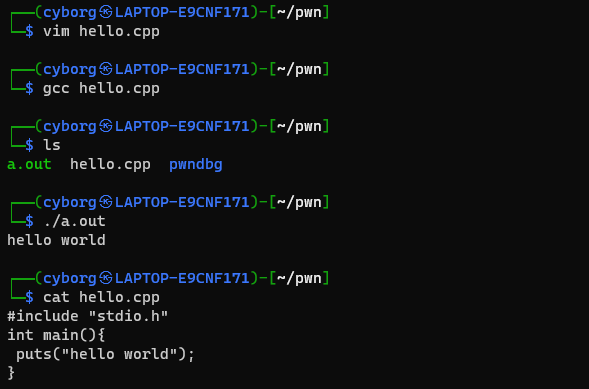 ┌──(cyborg㉿LAPTOP-E9CNF171)-[~/pwn]
└─$ vim hello.cpp
┌──(cyborg㉿LAPTOP-E9CNF171)-[~/pwn]
└─$ gcc hello.cpp
┌──(cyborg㉿LAPTOP-E9CNF171)-[~/pwn]
└─$ ls
a.out  hello.cpp  pwndbg
┌──(cyborg㉿LAPTOP-E9CNF171)-[~/pwn]
└─$ ./a.out
hello world
┌──(cyborg㉿LAPTOP-E9CNF171)-[~/pwn]
└─$ cat hello.cpp
#include "stdio.h"
int main(){
 puts("hello world");
}